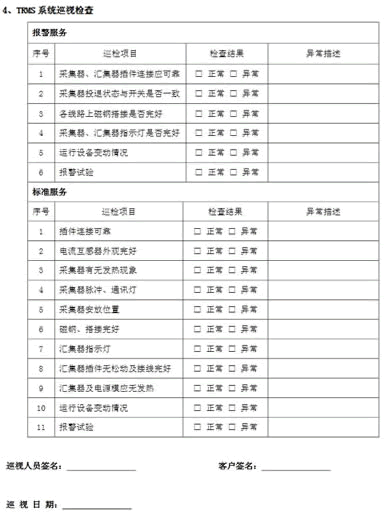 4、TRMS 系统巡视检查
报警服务
序号 巡检项目 检查结果 异常描述
1 采集器、汇集器插件连接应可靠 □ 正常 □ 异常
2 采集器投退状态与开关是否一致 □ 正常 □ 异常
3 各线路上磁钢搭接是否完好 □ 正常 □ 异常
4 采集器、汇集器指示灯是否完好 □ 正常 □ 异常
5 运行设备变动情况 □ 正常 □ 异常
6 报警试验 □ 正常 □ 异常
标准服务
序号 巡检项目 检查结果 异常描述
1 插件连接可靠 □ 正常 □ 异常
2 电流互感器外观完好 □ 正常 □ 异常
3 采集器有无发热现象 □ 正常 □ 异常
4 采集器脉冲、通讯灯 □ 正常 □ 异常
5 采集器安放位置 □ 正常 □ 异常
6 磁钢、搭接完好 □ 正常 □ 异常
7 汇集器指示灯 □ 正常 □ 异常
8 汇集器插件无松动及接线完好 □ 正常 □ 异常
9 汇集器及电源模应无发热 □ 正常 □ 异常
10 运行设备变动情况 □ 正常 □ 异常
11 报警试验 □ 正常 □ 异常
巡视人员签名：____________ 客户签名：____________
巡 视 日 期：____________